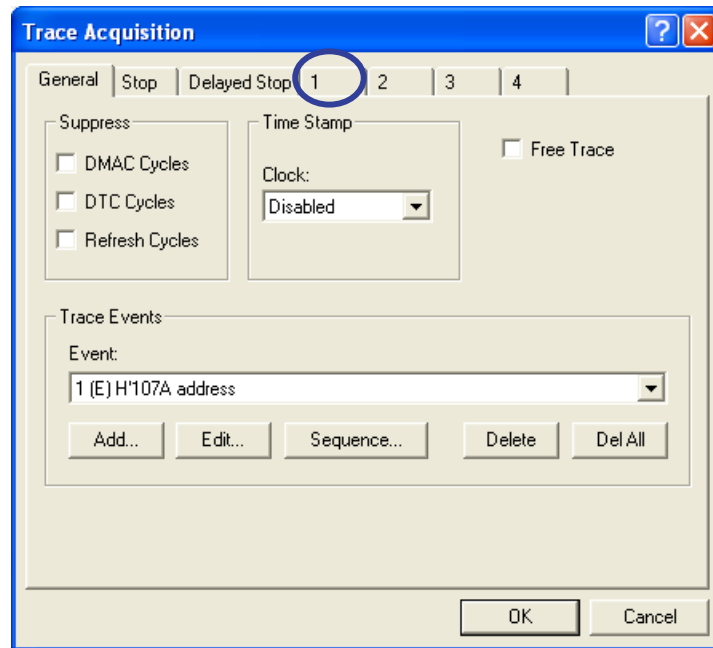 Trace Acquisition
General Stop Delayed Stop 1 2 3 4
Suppress
DMAC Cycles
DTC Cycles
Refresh Cycles
Time Stamp
Clock:
Disabled
Free Trace
Trace Events
Event:
1 (E) H'107A address
Add... Edit... Sequence... Delete Del All
OK Cancel